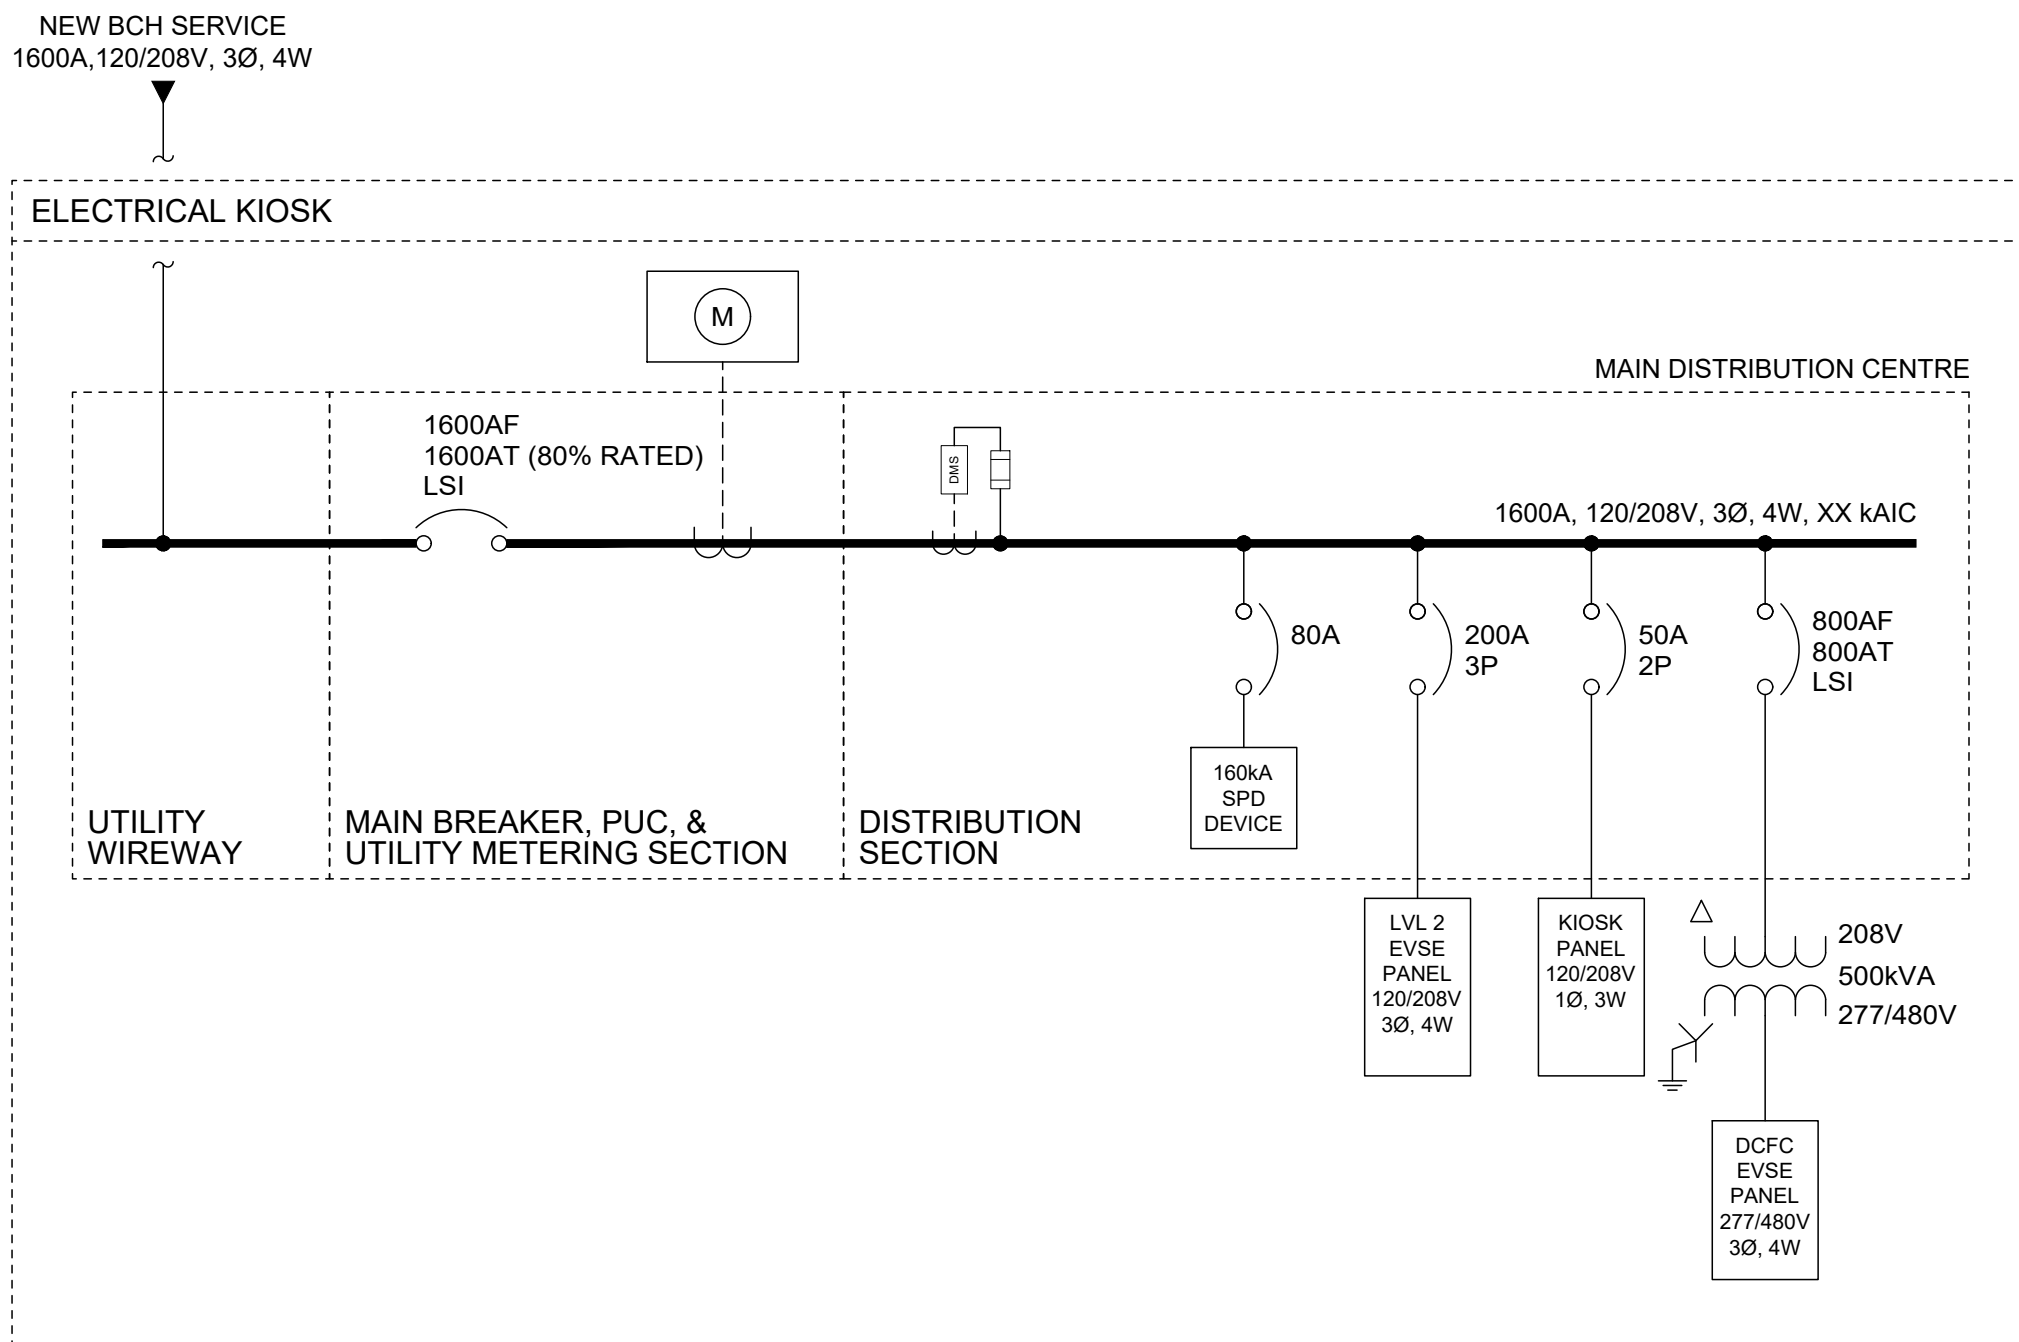 NEW BCH SERVICE
1600A,120/208V, 3Ø, 4W
ELECTRICAL KIOSK
M
MAIN DISTRIBUTION CENTRE
1600AF
1600AT (80% RATED)
LSI
DMS
1600A, 120/208V, 3Ø, 4W, XX kAIC
80A
200A
3P
50A
2P
800AF
800AT
LSI
160kA
SPD
DEVICE
UTILITY
WIREWAY
MAIN BREAKER, PUC, &
UTILITY METERING SECTION
DISTRIBUTION
SECTION
LVL 2
EVSE
PANEL
120/208V
3Ø, 4W
KIOSK
PANEL
120/208V
1Ø, 3W
208V
500kVA
277/480V
DCFC
EVSE
PANEL
277/480V
3Ø, 4W